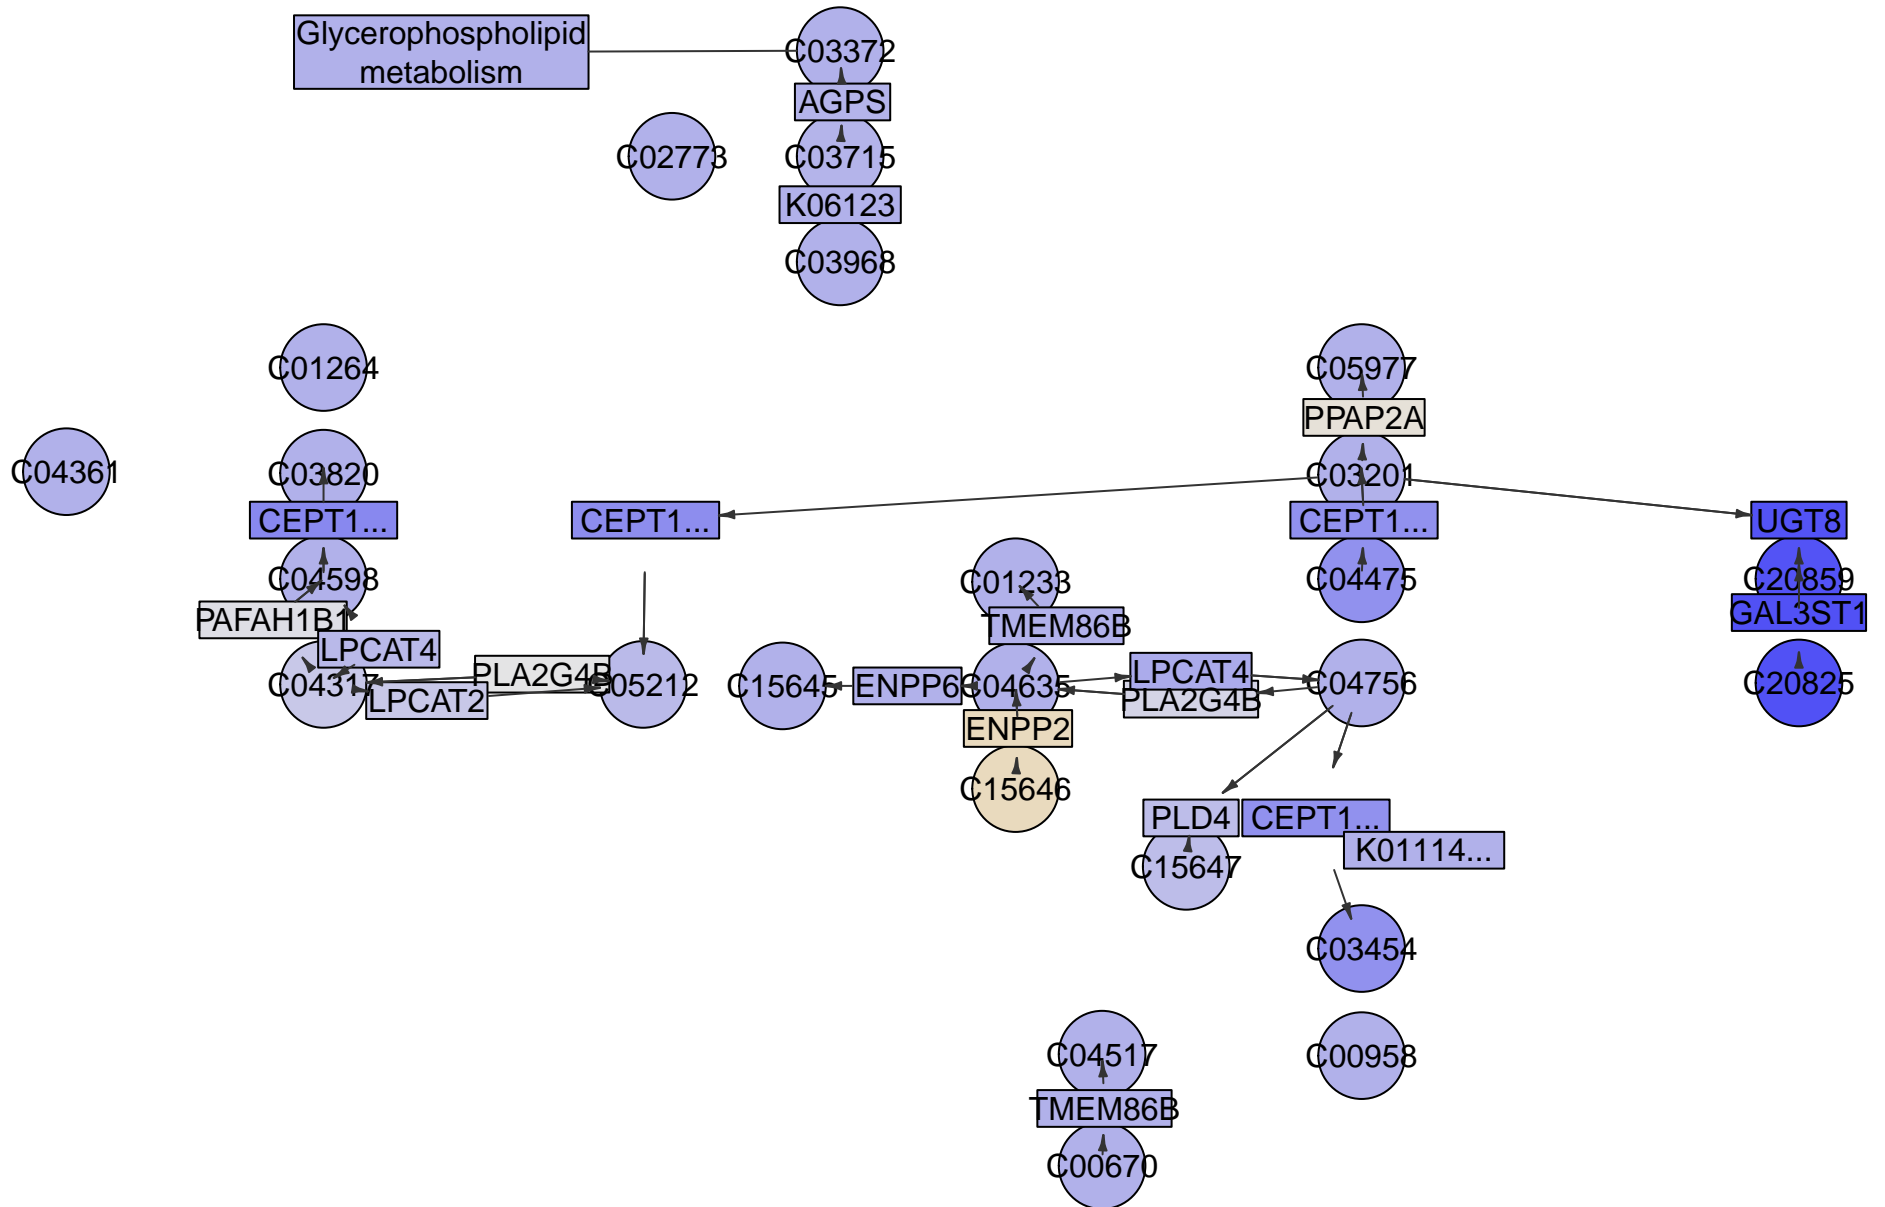 Glycerophospholipid
metabolism
C03372
AGPS
C02773
C03715
K06123
C03968
C01264
C05977
PPAP2A
C04361
C03820
C03201
CEPT1...
CEPT1...
CEPT1...
UGT8
C04598
C01233
C04475
C20859
PAFAH1B1
TMEM86B
GAL3ST1
LPCAT4
PLA2G4B
LPCAT4
C04317
C05212
C15645
ENPP6
C04635
C04756
C20825
LPCAT2
PLA2G4B
ENPP2
C15646
PLD4
CEPT1...
K01114...
C15647
C03454
C04517
C00958
TMEM86B
C00670